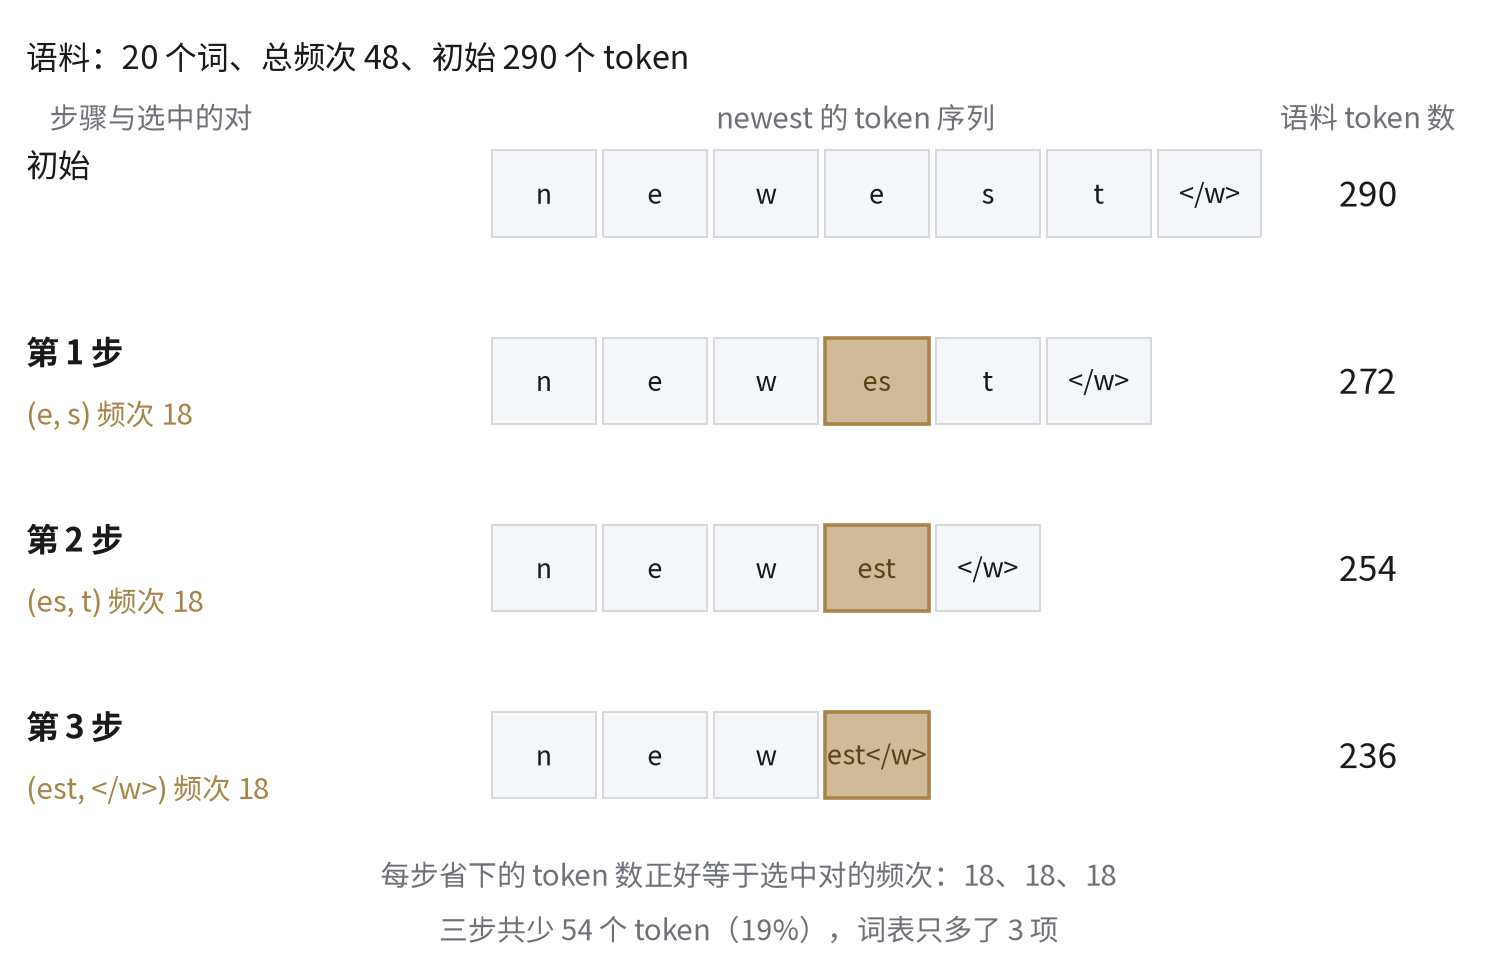 语料：20 个词、总频次 48、初始 290 个 token
步骤与选中的对 newest 的 token 序列 语料 token 数
初始 n e w e s t </w> 290
第 1 步
n e w es t </w> 272
(e, s) 频次 18
第 2 步
n e w est </w> 254
(es, t) 频次 18
第 3 步
n e w est</w> 236
(est, </w>) 频次 18
每步省下的 token 数正好等于选中对的频次：18、18、18
三步共少 54 个 token（19%），词表只多了 3 项